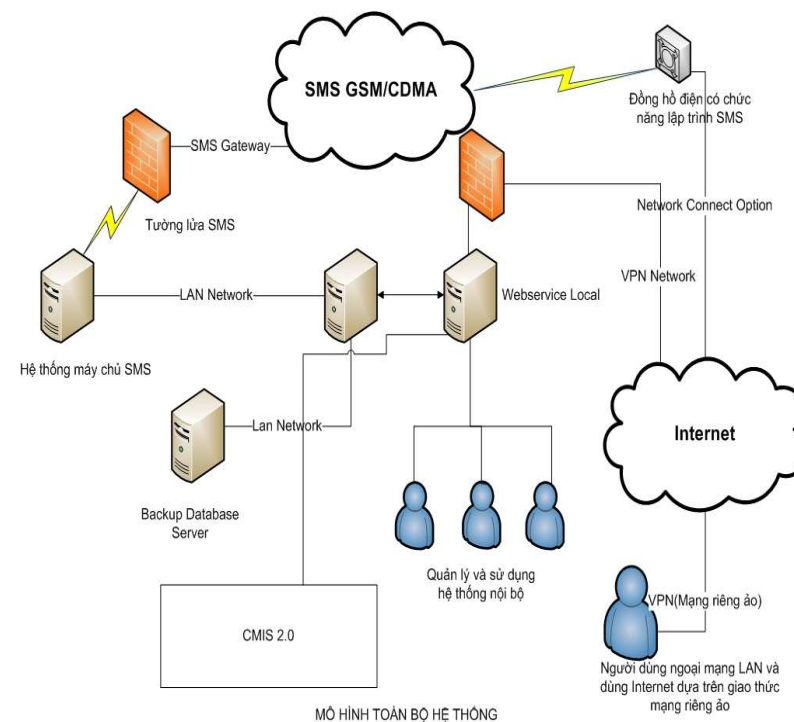 SMS GSM/CDMA
Đồng hồ điện có chức
năng lập trình SMS
SMS Gateway
Tường lửa SMS
Network Connect Option
VPN Network
LAN Network
Webservice Local
Hệ thống máy chủ SMS
Lan Network
Internet
Backup Database
Server
Quản lý và sử dụng
hệ thống nội bộ
VPN(Mạng riêng ảo)
CMIS 2.0
Người dùng ngoại mạng LAN và
dùng Internet dựa trên giao thức
mạng riêng ảo
MÔ HÌNH TOÀN BỘ HỆ THỐNG